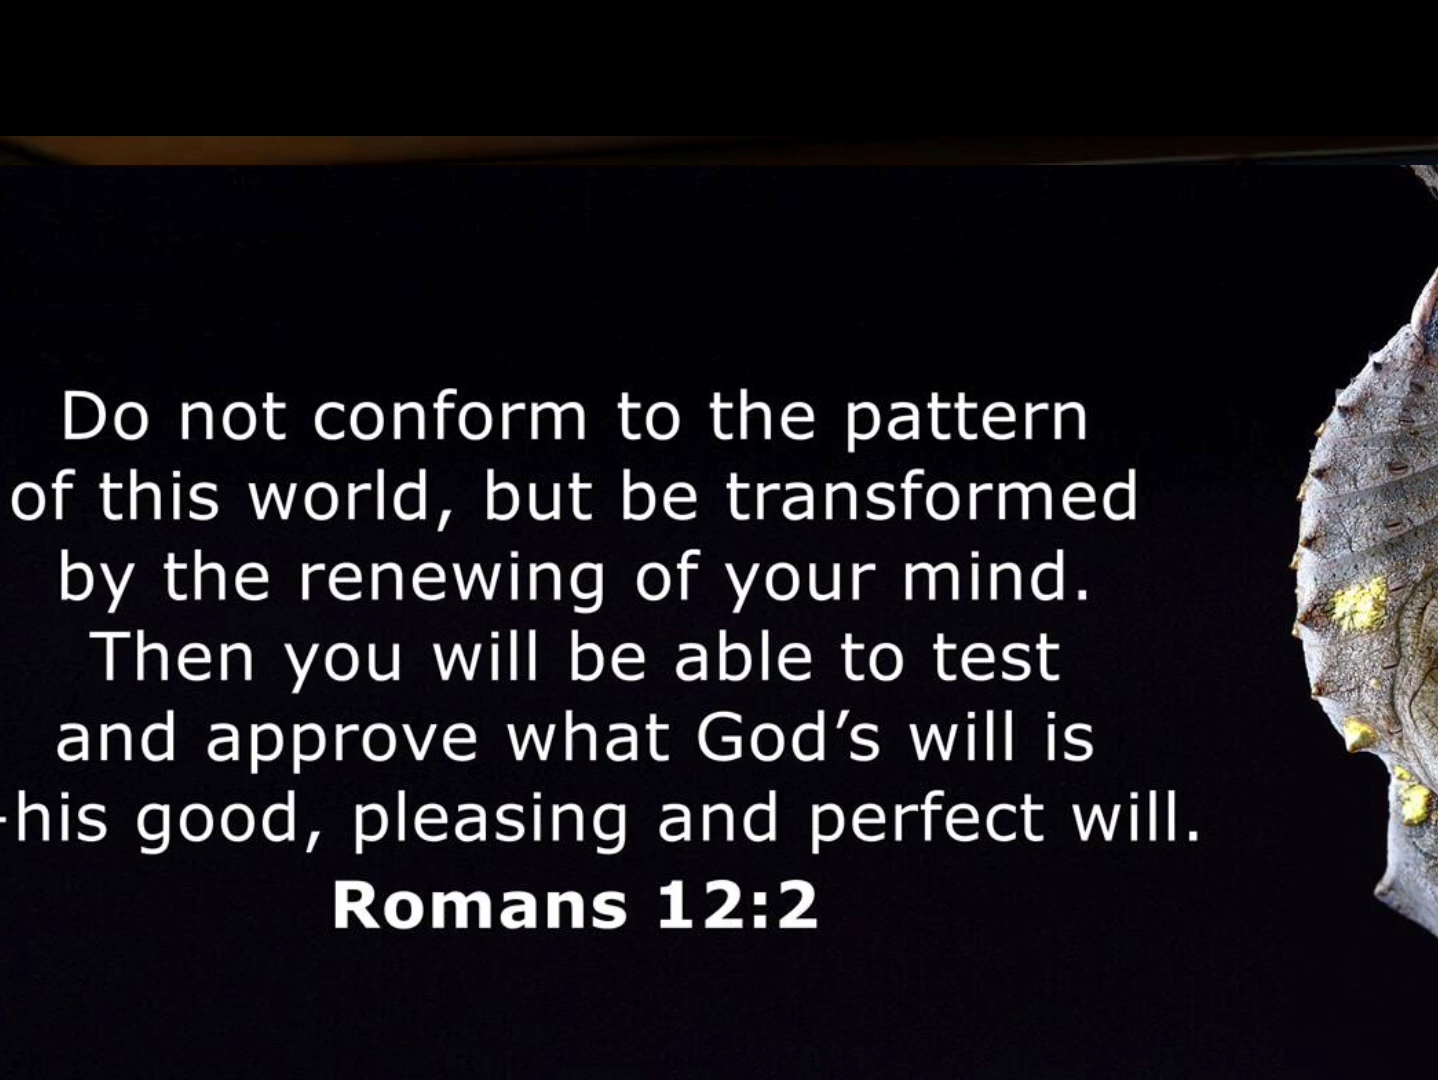 Do not conform to the pattern
of this world, but be transformed
by the renewing of your mind.
Then you will be able to test
and approve what God’s will is
-his good, pleasing and perfect will.
Romans 12:2